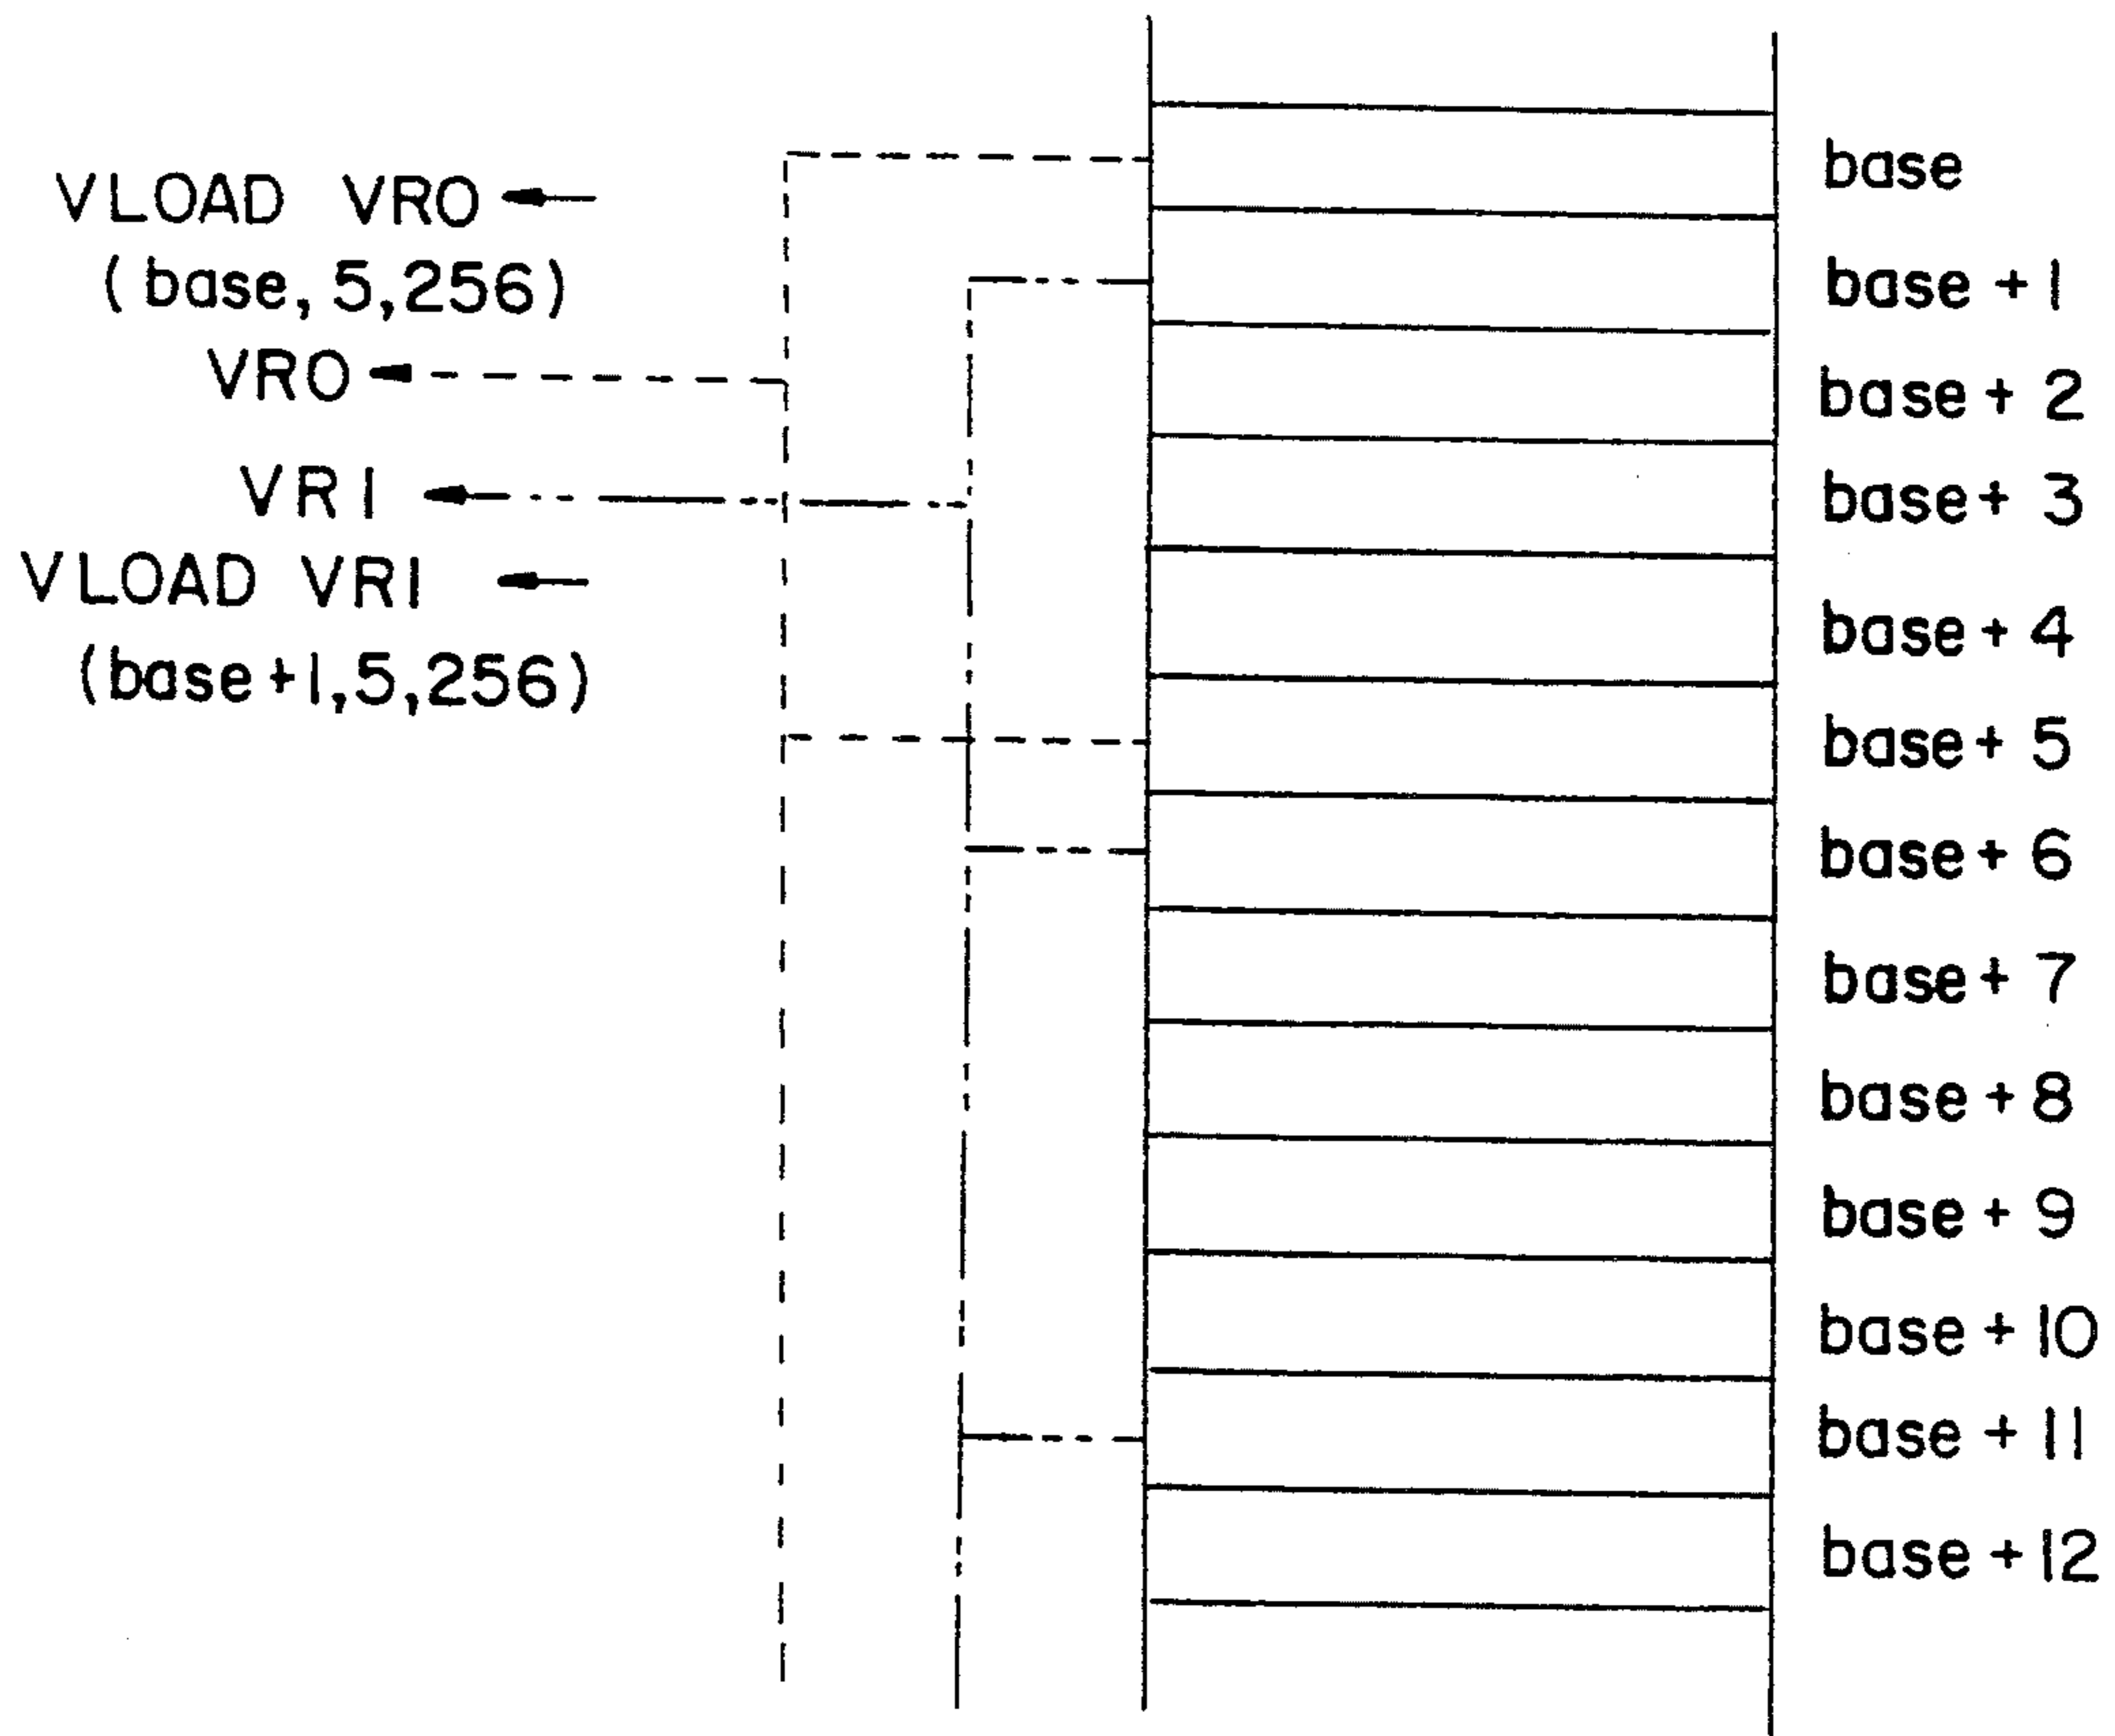 VLOAD VR0
(base, 5,256)
VR0
VR1
VLOAD VR1
(base+1,5,256)
base
base+1
base+2
base+3
base+4
base+5
base+6
base+7
base+8
base+9
base+10
base+11
base+12